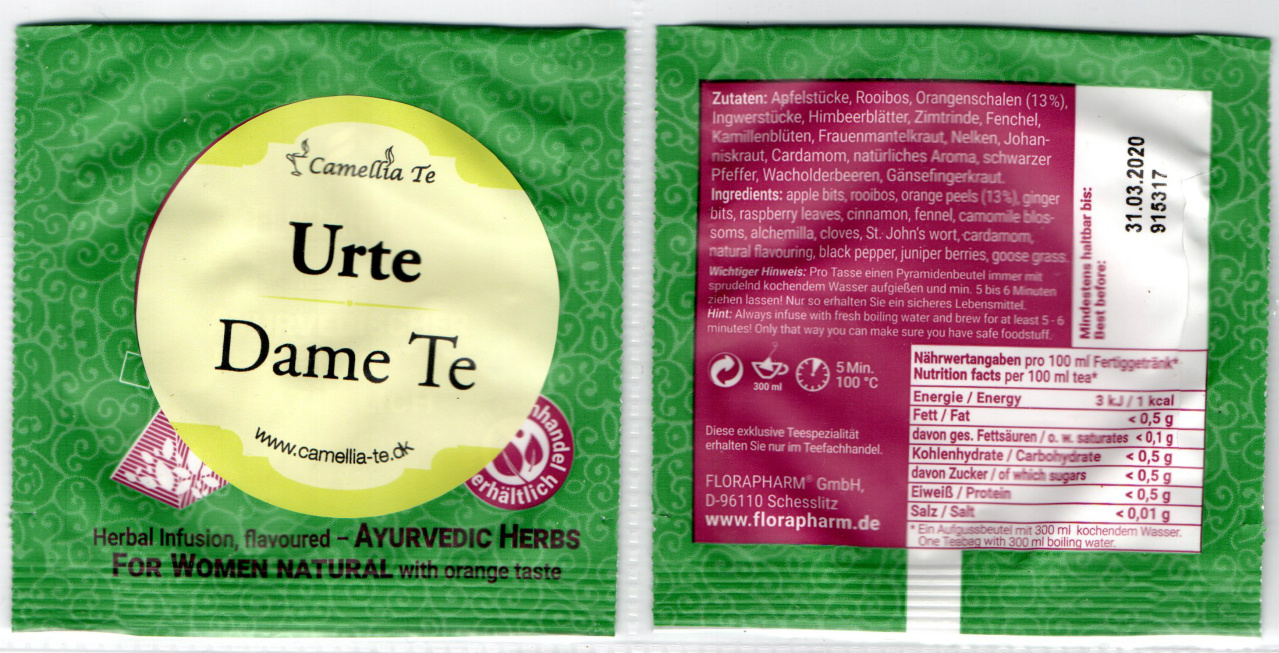 Camellia Te
Urte
Dame Te
www.camellia-te.dk
nhandel
erhältlich
Herbal Infusion, flavoured – AYURVEDIC HERBS
FOR WOMEN NATURAL with orange taste
Zutaten: Apfelstücke, Rooibos, Orangenschalen (13%),
Ingwerstücke, Himbeerblätter, Zimtrinde, Fenchel,
Kamillenblüten, Frauenmantelkraut, Nelken, Johan-
niskraut, Cardamom, natürliches Aroma, schwarzer
Pfeffer, Wacholderbeeren, Gänsefingerkraut.
Ingredients: apple bits, rooibos, orange peels (13%), ginger
bits, raspberry leaves, cinnamon, fennel, camomile blos-
soms, alchemilla, cloves, St. John's wort, cardamom,
natural flavouring, black pepper, juniper berries, goose grass.
Wichtiger Hinweis: Pro Tasse einen Pyramidenbeutel immer mit
sprudelnd kochendem Wasser aufgießen und min. 5 bis 6 Minuten
ziehen lassen! Nur so erhalten Sie ein sicheres Lebensmittel.
Hint: Always infuse with fresh boiling water and brew for at least 5 - 6
minutes! Only that way you can make sure you have safe foodstuff.
Mindestens haltbar bis:
Best before:
31.03.2020
915317
300 ml
5 Min.
100 °C
Diese exklusive Teespezialität
erhalten Sie nur im Teefachhandel.
FLORAPHARM® GmbH,
D-96110 Schesslitz
www.florapharm.de
Nährwertangaben pro 100 ml Fertiggetränk*
Nutrition facts per 100 ml tea*
Energie / Energy 3 kJ / 1 kcal
Fett / Fat < 0,5 g
davon ges. Fettsäuren / o. w. saturates < 0,1 g
Kohlenhydrate / Carbohydrate < 0,5 g
davon Zucker / of which sugars < 0,5 g
Eiweiß / Protein < 0,5 g
Salz / Salt < 0,01 g
* Ein Aufgussbeutel mit 300 ml kochendem Wasser.
One Teabag with 300 ml boiling water.